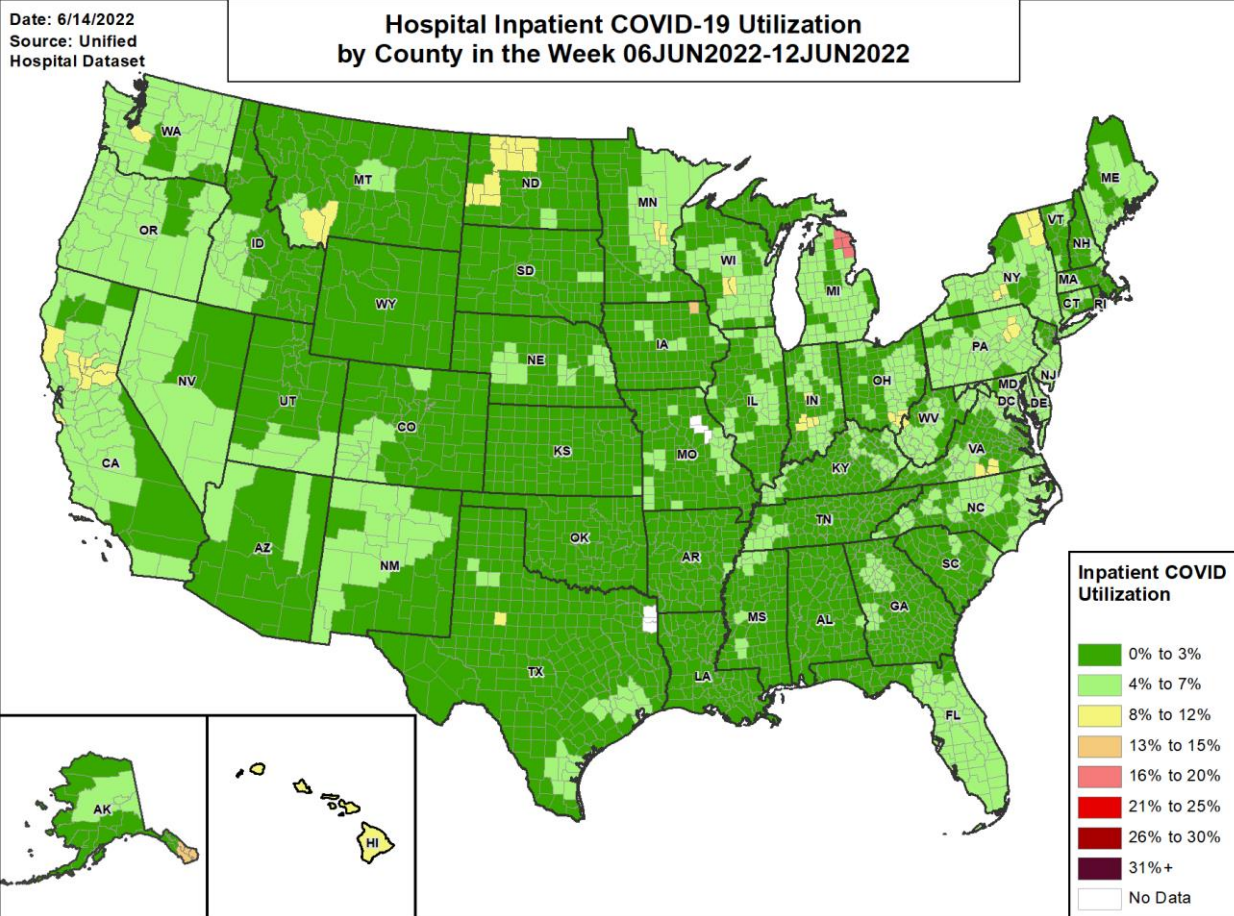 Date: 6/14/2022
Source: Unified
Hospital Dataset
Hospital Inpatient COVID-19 Utilization
by County in the Week 06JUN2022-12JUN2022
WA
MT
ND
MN
ME
OR
ID
SD
WI
MI
VT
NH
NY
MA
CT
RI
WY
IA
NE
PA
NJ
NV
UT
CO
KS
MO
IL
IN
OH
WV
MD
DC
DE
VA
CA
KY
AZ
NM
OK
AR
TN
NC
SC
TX
LA
MS
AL
GA
FL
AK
HI
Inpatient COVID
Utilization
0% to 3%
4% to 7%
8% to 12%
13% to 15%
16% to 20%
21% to 25%
26% to 30%
31%+
No Data